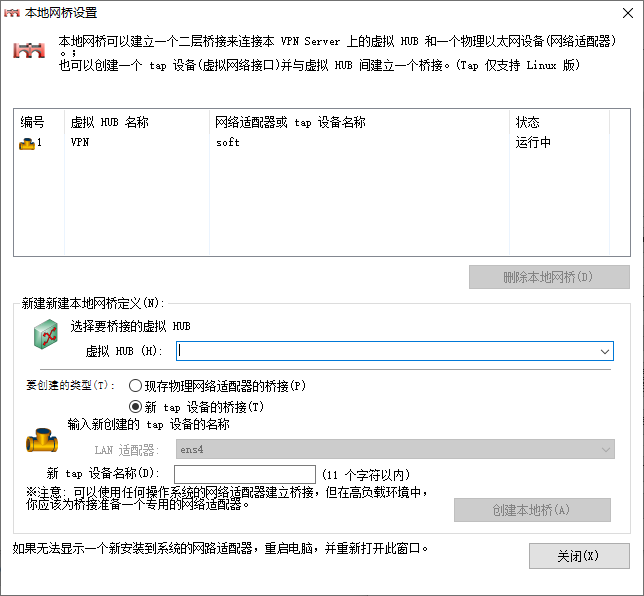 本地网桥设置
本地网桥可以建立一个二层桥接来连接本 VPN Server 上的虚拟 HUB 和一个物理以太网设备(网络适配器)
。；
也可以创建一个 tap 设备(虚拟网络接口)并与虚拟 HUB 间建立一个桥接。(Tap 仅支持 Linux 版)
编号 虚拟 HUB 名称 网络适配器或 tap 设备名称 状态
1 VPN soft 运行中
删除本地网桥(D)
新建新建本地网桥定义(N):
选择要桥接的虚拟 HUB
虚拟 HUB (H):
要创建的类型(T): 现存物理网络适配器的桥接(P)
新 tap 设备的桥接(T)
输入新创建的 tap 设备的名称
LAN 适配器: ens4
新 tap 设备名称(D): (11 个字符以内)
※注意: 可以使用任何操作系统的网络适配器建立桥接，但在高负载环境中，
你应该为桥接准备一个专用的网络适配器。
创建本地桥(A)
如果无法显示一个新安装到系统的网路适配器，重启电脑，并重新打开此窗口。
关闭(X)